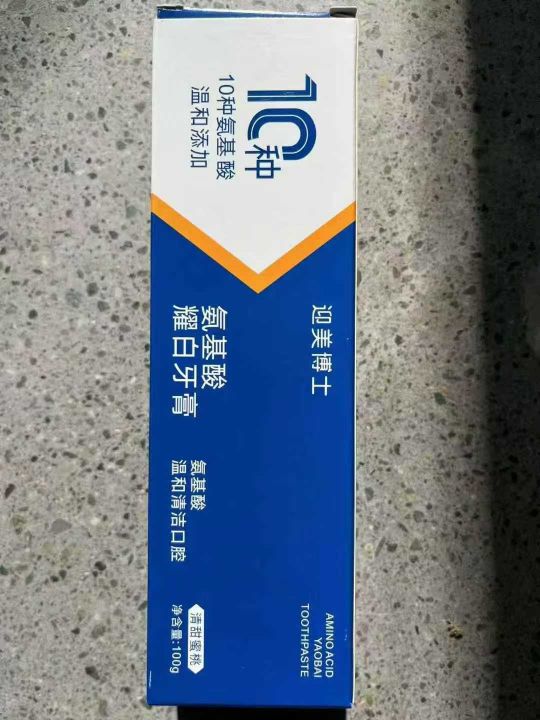 10种
10种氨基酸
温和添加
迎美博士
氨基酸
耀白牙膏
氨基酸
温和清洁口腔
AMINO ACID
YAOBAI
TOOTHPASTE
清甜蜜桃
净含量:100g